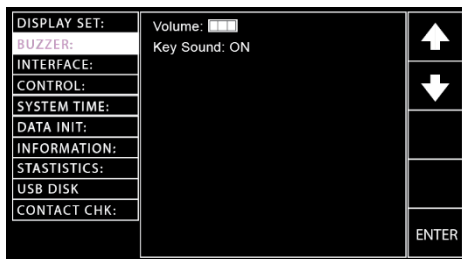 DISPLAY SET:
BUZZER:
INTERFACE:
CONTROL:
SYSTEM TIME:
DATA INIT:
INFORMATION:
STASTISTICS:
USB DISK
CONTACT CHK:
Volume:
Key Sound: ON
ENTER